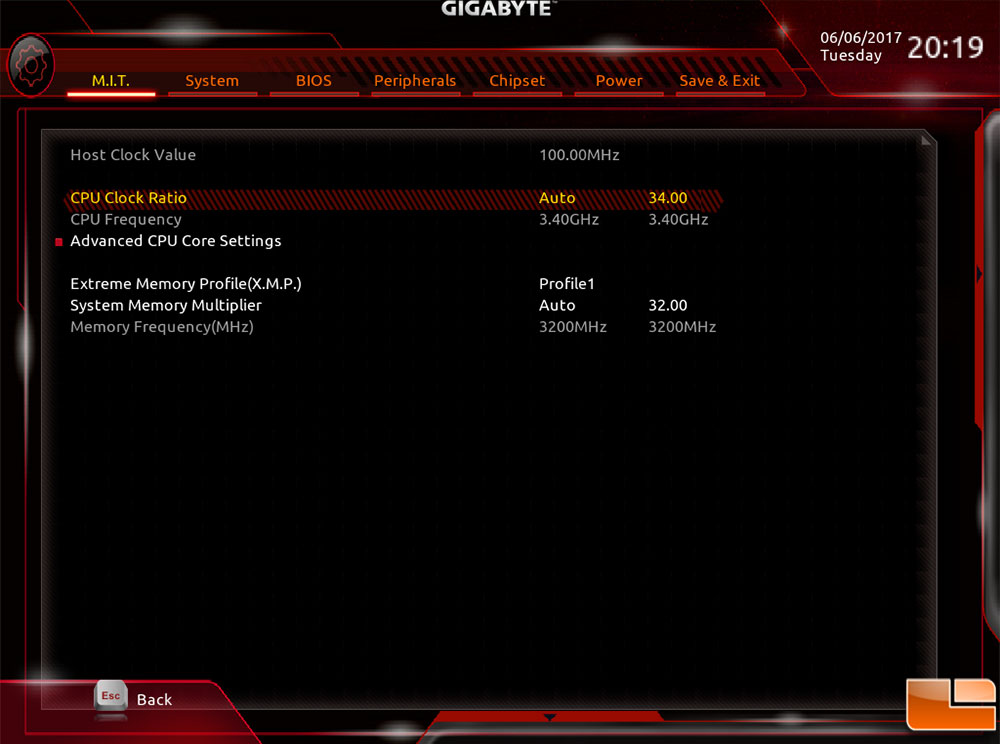 GIGABYTE™
06/06/2017
Tuesday
20:19
M.I.T. System BIOS Peripherals Chipset Power Save & Exit
Host Clock Value 100.00MHz
CPU Clock Ratio Auto 34.00
CPU Frequency 3.40GHz 3.40GHz
Advanced CPU Core Settings
Extreme Memory Profile(X.M.P.) Profile1
System Memory Multiplier Auto 32.00
Memory Frequency(MHz) 3200MHz 3200MHz
Esc Back